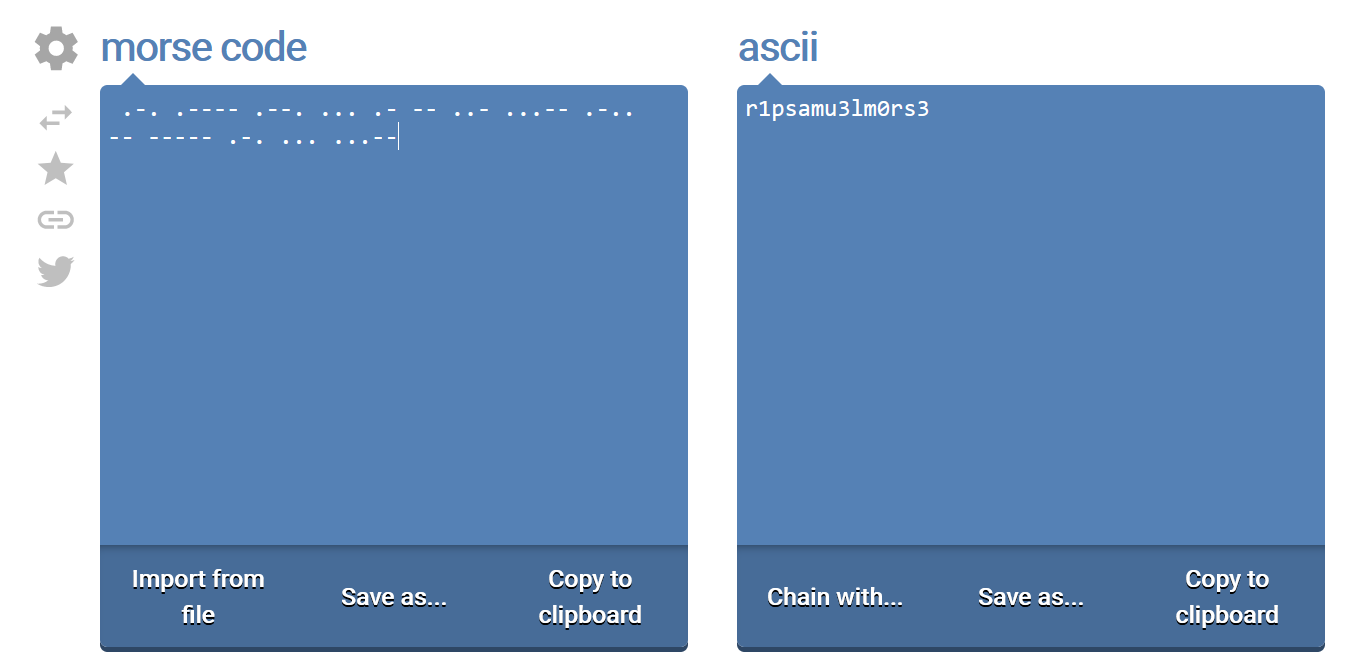 morse code
.-. .---- .--. ... .- -- ..- ...-- .-..
-- ----- .-. ... ...--
Import from
file
Save as...
Copy to
clipboard
ascii
r1psamu3lm0rs3
Chain with...
Save as...
Copy to
clipboard